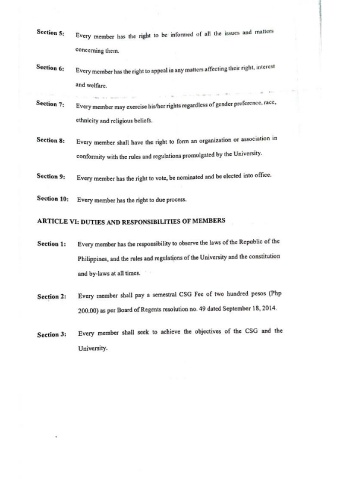 Section 5: Every member has the right to be informed of all the issues and matters
concerning them.
Section 6: Every member has the right to appeal in any matters affecting their right, interest
and welfare.
Section 7: Every member may exercise his/her rights regardless of gender preference, race,
ethnicity and religious beliefs.
Section 8: Every member shall have the right to form an organization or association in
conformity with the rules and regulations promulgated by the University.
Section 9: Every member has the right to vote, be nominated and be elected into office.
Section 10: Every member has the right to due process.
ARTICLE VI: DUTIES AND RESPONSIBILITIES OF MEMBERS
Section 1: Every member has the responsibility to observe the laws of the Republic of the
Philippines, and the rules and regulations of the University and the constitution
and by-laws at all times.
Section 2: Every member shall pay a semestral CSG Fee of two hundred pesos (Php
200.00) as per Board of Regents resolution no. 49 dated September 18, 2014.
Section 3: Every member shall seek to achieve the objectives of the CSG and the
University.